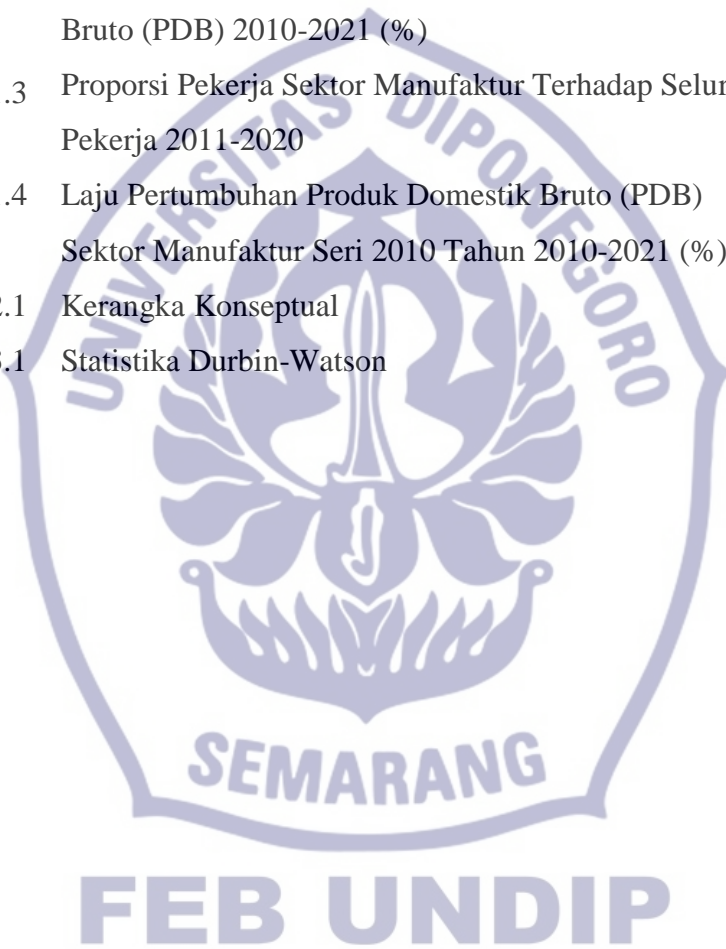 Bruto (PDB) 2010-2021 (%)
.3 Proporsi Pekerja Sektor Manufaktur Terhadap Selur
Pekerja 2011-2020
.4 Laju Pertumbuhan Produk Domestik Bruto (PDB)
Sektor Manufaktur Seri 2010 Tahun 2010-2021 (%)
2.1 Kerangka Konseptual
3.1 Statistika Durbin-Watson
UNIVERSITAS DIPONEGORO
SEMARANG
FEB UNDIP